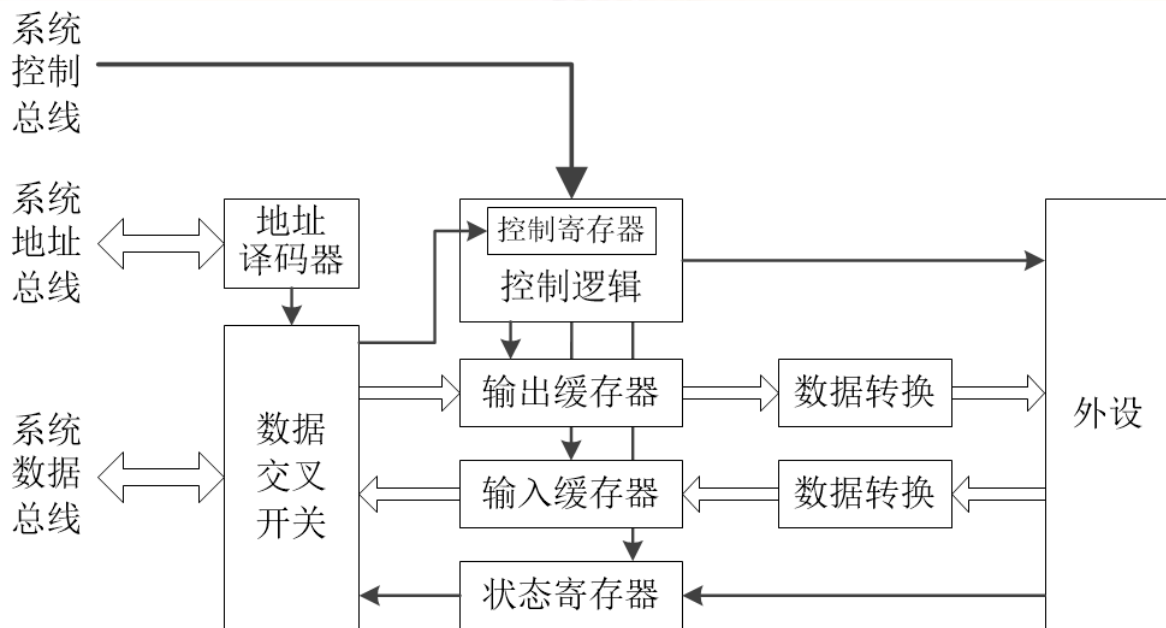 系统
控制
总线
系统
地址
总线
地址
译码器
控制寄存器
控制逻辑
系统
数据
总线
数据
交叉
开关
输出缓存器
数据转换
输入缓存器
数据转换
状态寄存器
外设